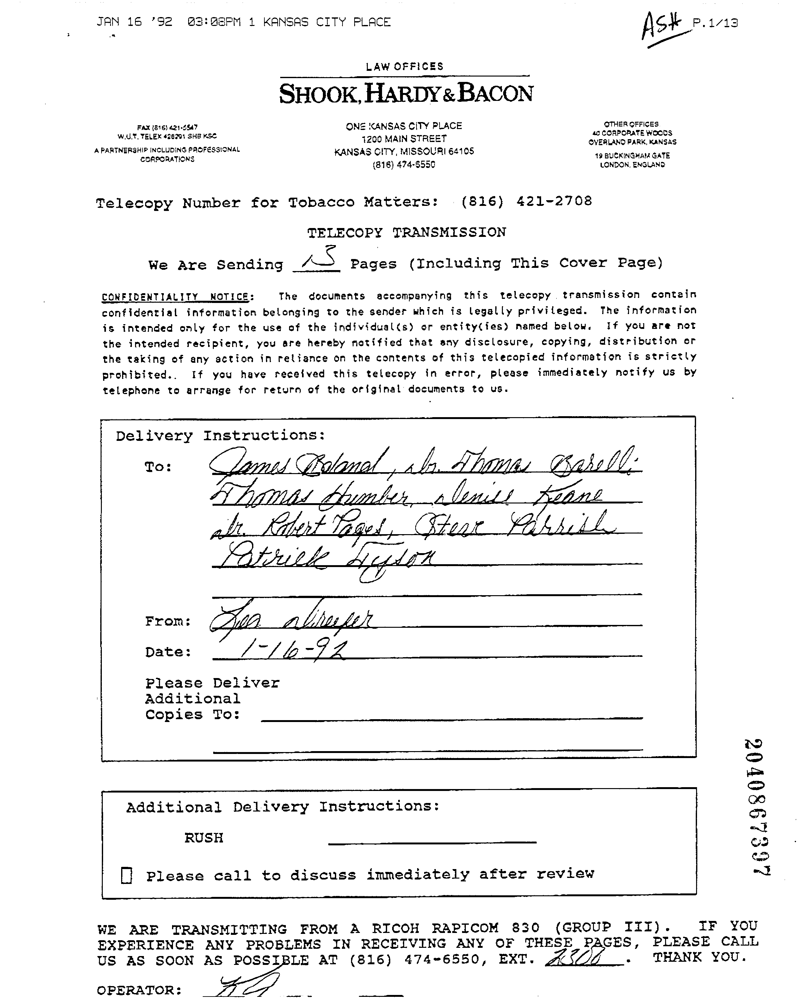 JAN 16 '92 03:08PM 1 KANSAS CITY PLACE
ASH P.1/13
LAW OFFICES
SHOOK, HARDY & BACON
FAX (816) 421-5547
W.U.T. TELEX 428291 SHB KSC
A PARTNERSHIP INCLUDING PROFESSIONAL
CORPORATIONS
ONE KANSAS CITY PLACE
1200 MAIN STREET
KANSAS CITY, MISSOURI 64105
(816) 474-6550
OTHER OFFICES
40 CORPORATE WOODS
OVERLAND PARK, KANSAS
19 BUCKINGHAM GATE
LONDON, ENGLAND
Telecopy Number for Tobacco Matters: (816) 421-2708
TELECOPY TRANSMISSION
We Are Sending 13 Pages (Including This Cover Page)
CONFIDENTIALITY NOTICE: The documents accompanying this telecopy transmission contain
confidential information belonging to the sender which is legally privileged. The information
is intended only for the use of the individual(s) or entity(ies) named below. If you are not
the intended recipient, you are hereby notified that any disclosure, copying, distribution or
the taking of any action in reliance on the contents of this telecopied information is strictly
prohibited. If you have received this telecopy in error, please immediately notify us by
telephone to arrange for return of the original documents to us.
Delivery Instructions:
To: James Boland, Dr. Thomas Borelli
Thomas Humber, Denise Keane
Dr. Robert Pages, Steve Parrish
Patrick Tyson
From: Leo Dreyer
Date: 1-16-92
Please Deliver
Additional
Copies To:
2040867397
Additional Delivery Instructions:
RUSH
Please call to discuss immediately after review
WE ARE TRANSMITTING FROM A RICOH RAPICOM 830 (GROUP III). IF YOU
EXPERIENCE ANY PROBLEMS IN RECEIVING ANY OF THESE PAGES, PLEASE CALL
US AS SOON AS POSSIBLE AT (816) 474-6550, EXT. 2308. THANK YOU.
OPERATOR: